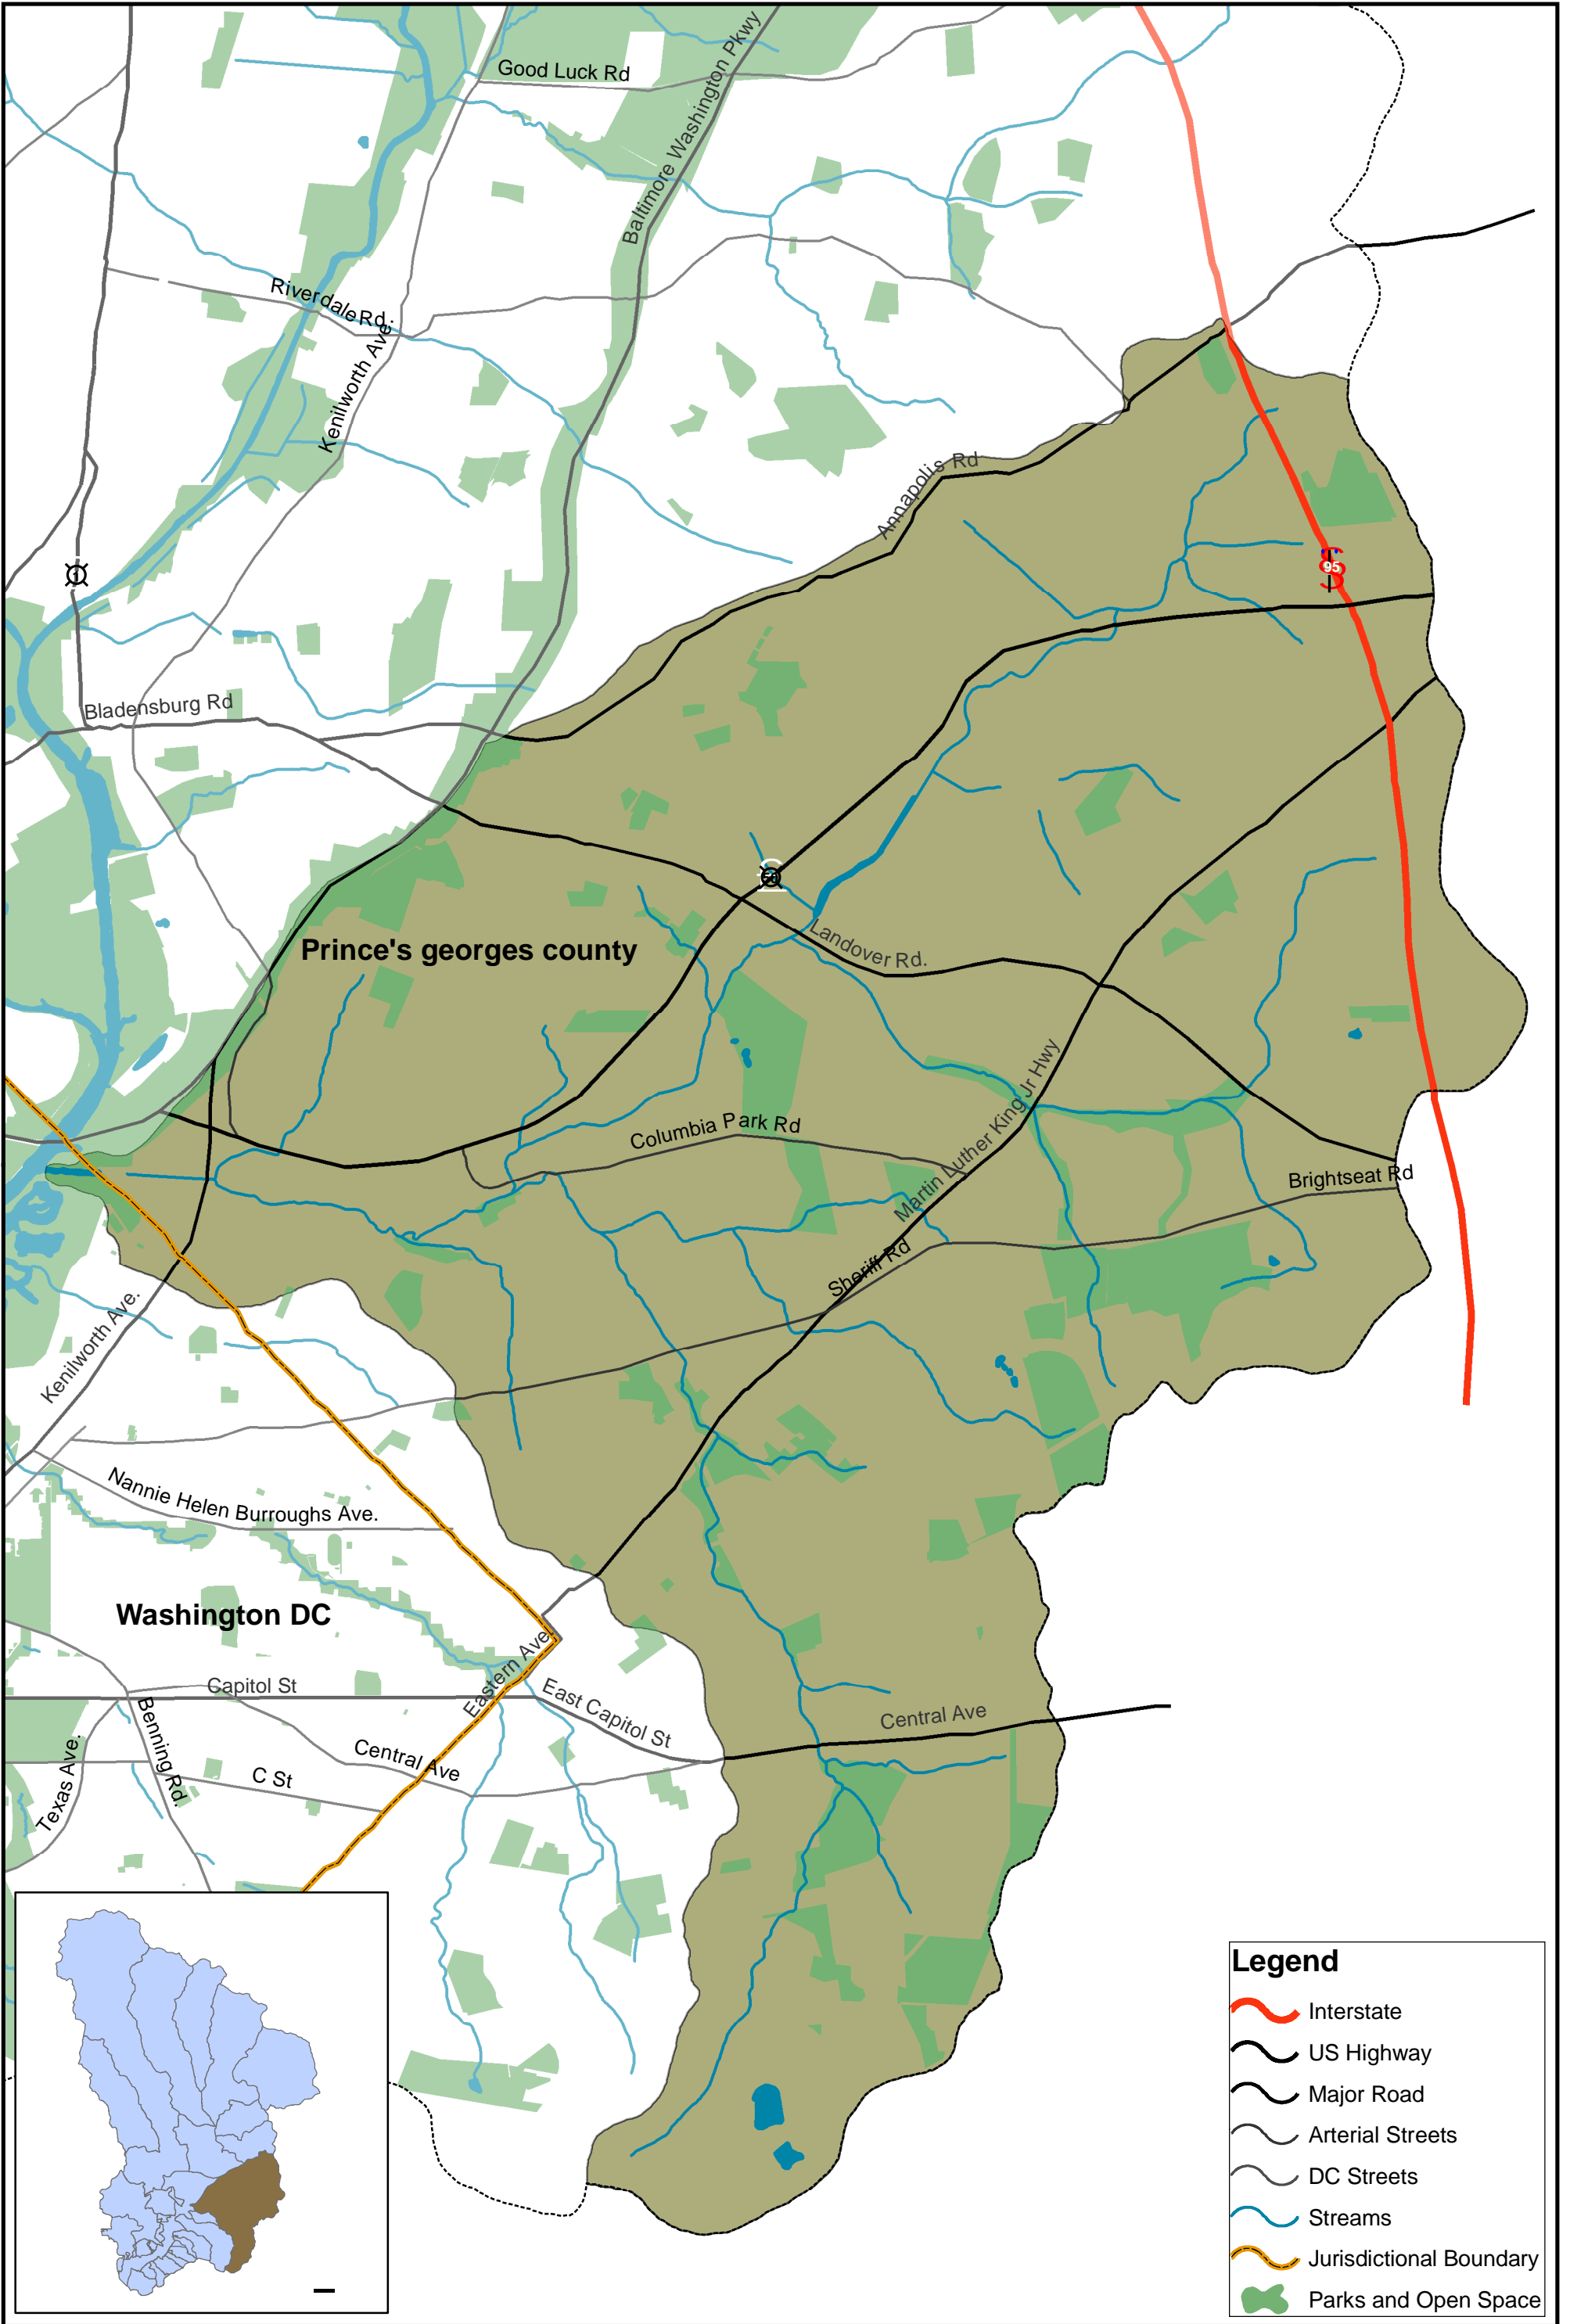 Good Luck Rd
Baltimore Washington Pkwy
Riverdale Rd.
Kenilworth Ave.
Annapolis Rd
1
95
Bladensburg Rd
50
Prince's georges county
Landover Rd.
Martin Luther King Jr Hwy
Columbia Park Rd
Brightseat Rd
Sheriff Rd
Kenilworth Ave.
Nannie Helen Burroughs Ave.
Washington DC
Eastern Ave
Capitol St
East Capitol St
Central Ave
Benning Rd.
Texas Ave.
Central Ave
C St
Legend
Interstate
US Highway
Major Road
Arterial Streets
DC Streets
Streams
Jurisdictional Boundary
Parks and Open Space